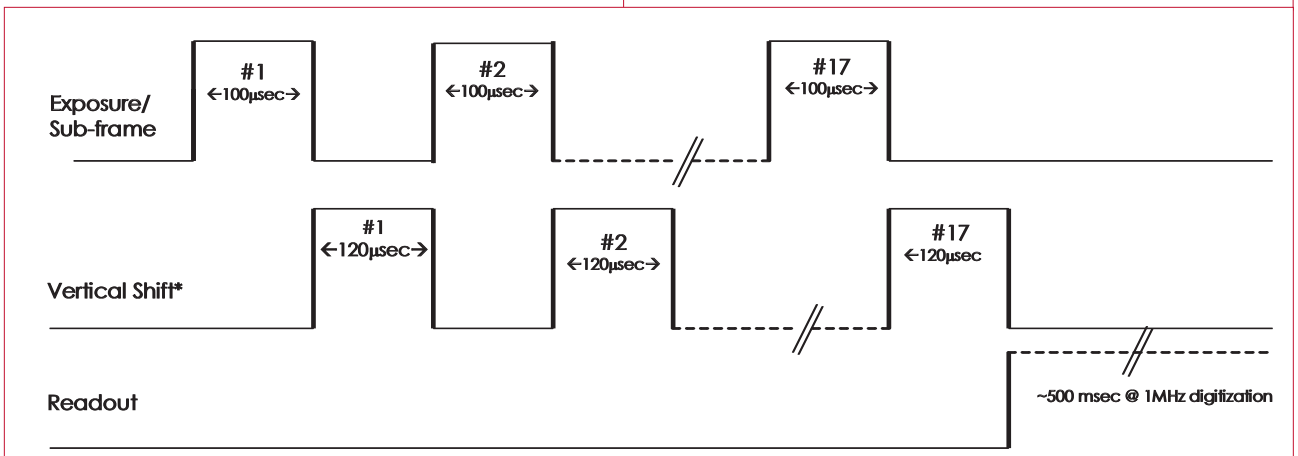 #1
←100µsec→
#2
←100µsec→
#17
←100µsec→
Exposure/
Sub-frame
#1
←120µsec→
#2
←120µsec→
#17
←120µsec
Vertical Shift*
Readout
~500 msec @ 1MHz digitization